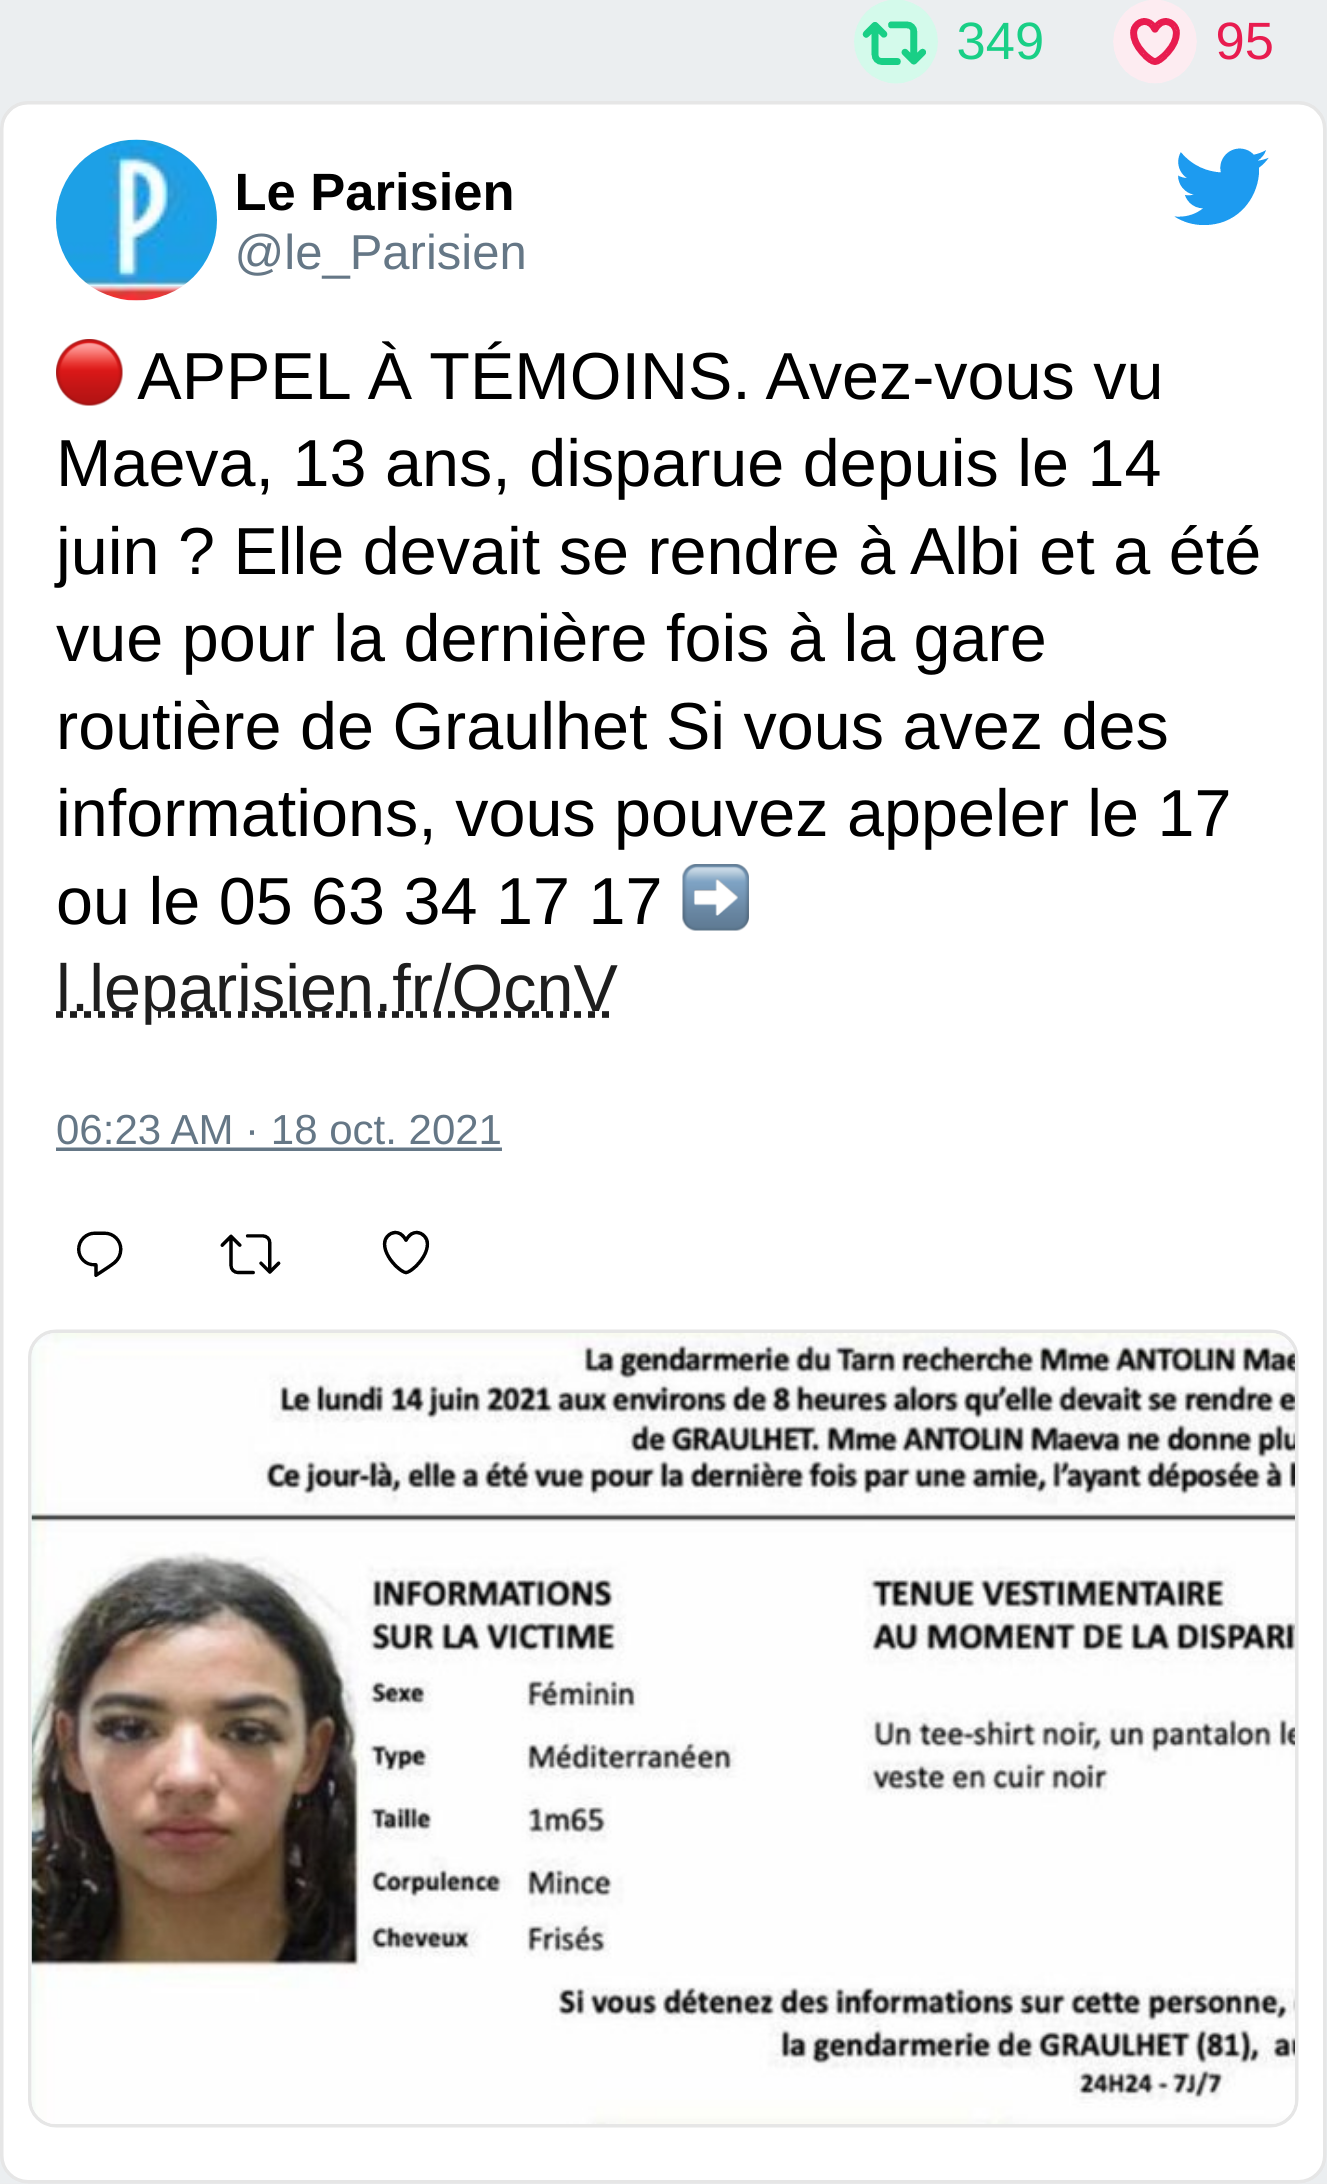 349 95
Le Parisien
@le_Parisien
🔴 APPEL À TÉMOINS. Avez-vous vu
Maeva, 13 ans, disparue depuis le 14
juin ? Elle devait se rendre à Albi et a été
vue pour la dernière fois à la gare
routière de Graulhet Si vous avez des
informations, vous pouvez appeler le 17
ou le 05 63 34 17 17 ➡️
l.leparisien.fr/OcnV
06:23 AM · 18 oct. 2021
La gendarmerie du Tarn recherche Mme ANTOLIN Mae
Le lundi 14 juin 2021 aux environs de 8 heures alors qu’elle devait se rendre e
de GRAULHET. Mme ANTOLIN Maeva ne donne plu
Ce jour-là, elle a été vue pour la dernière fois par une amie, l’ayant déposée à l
INFORMATIONS
SUR LA VICTIME
Sexe Féminin
Type Méditerranéen
Taille 1m65
Corpulence Mince
Cheveux Frisés
TENUE VESTIMENTAIRE
AU MOMENT DE LA DISPARI
Un tee-shirt noir, un pantalon le
veste en cuir noir
Si vous détenez des informations sur cette personne,
la gendarmerie de GRAULHET (81), au
24H24 - 7J/7